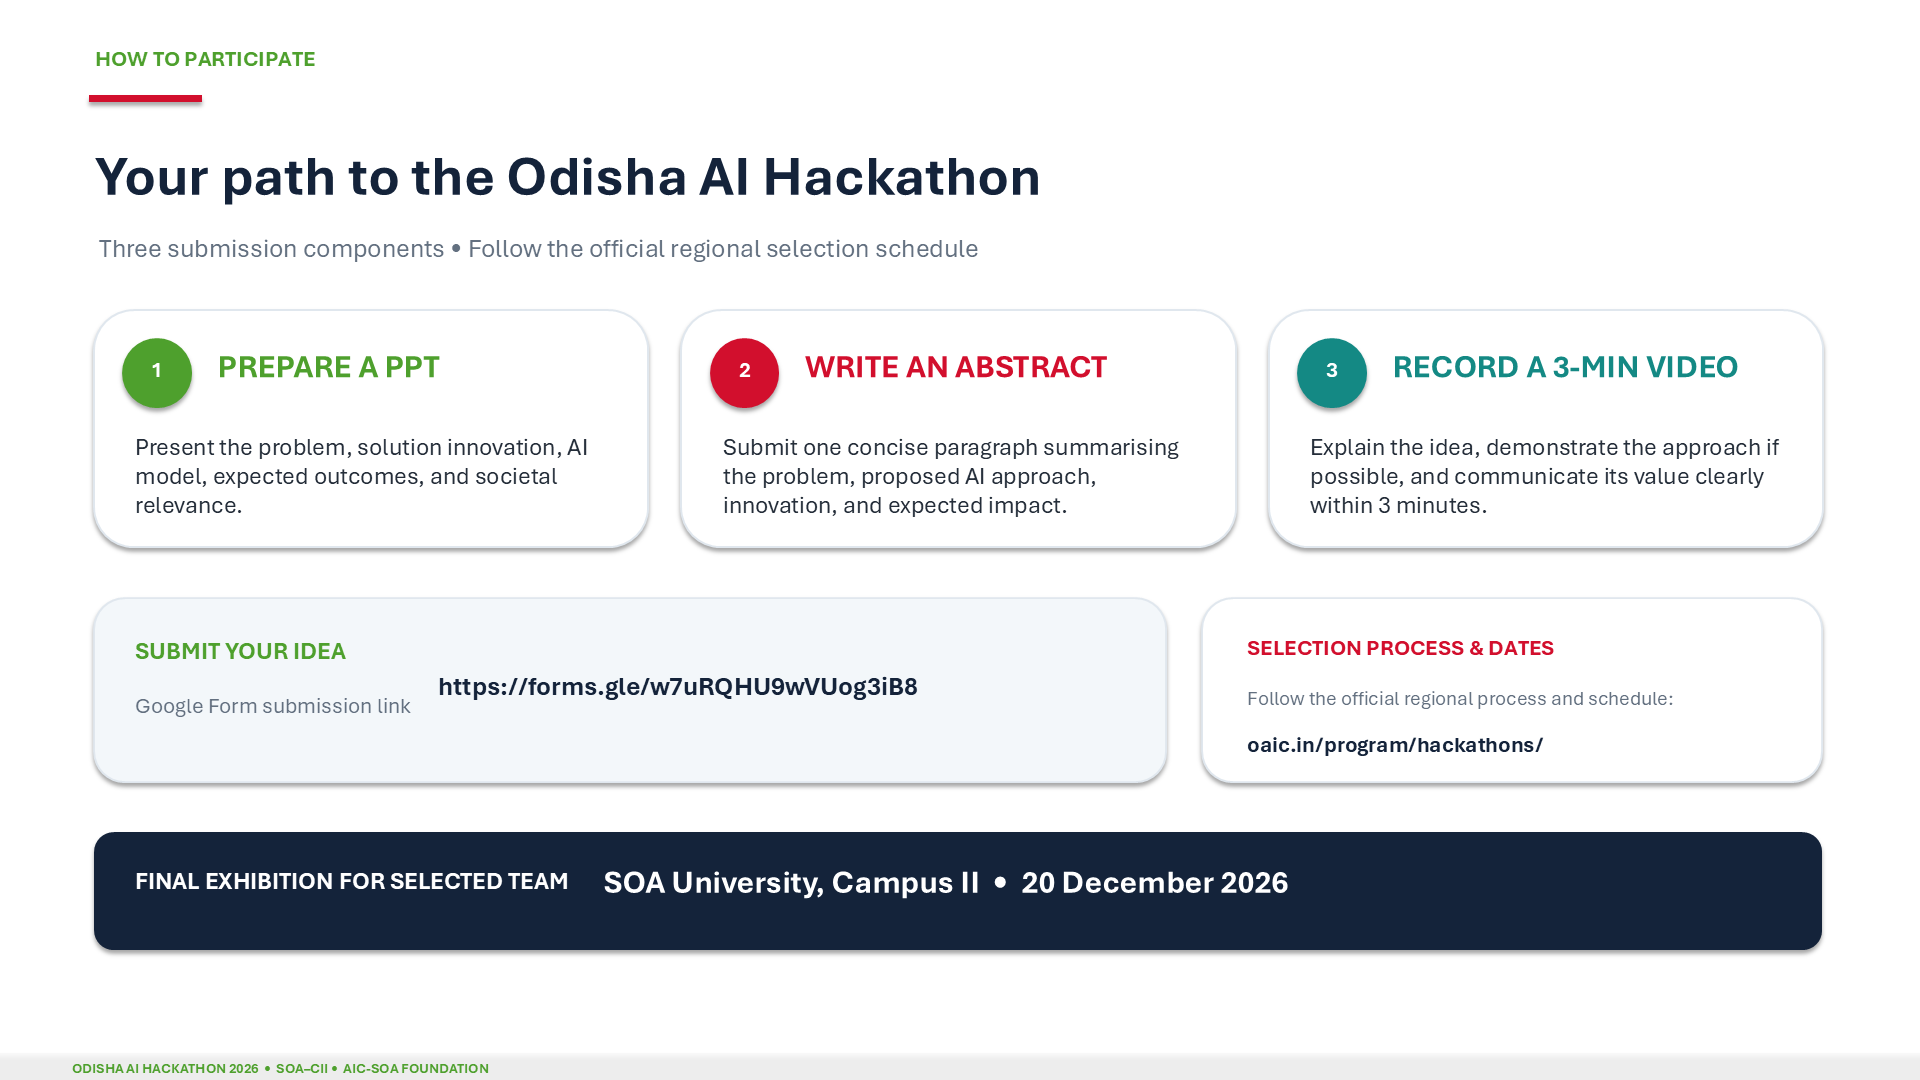 HOW TO PARTICIPATE
Your path to the Odisha AI Hackathon
Three submission components • Follow the official regional selection schedule
1
PREPARE A PPT
Present the problem, solution innovation, AI
model, expected outcomes, and societal
relevance.
2
WRITE AN ABSTRACT
Submit one concise paragraph summarising
the problem, proposed AI approach,
innovation, and expected impact.
3
RECORD A 3-MIN VIDEO
Explain the idea, demonstrate the approach if
possible, and communicate its value clearly
within 3 minutes.
SUBMIT YOUR IDEA
Google Form submission link
https://forms.gle/w7uRQHU9wVUog3iB8
SELECTION PROCESS & DATES
Follow the official regional process and schedule:
oaic.in/program/hackathons/
FINAL EXHIBITION FOR SELECTED TEAM
SOA University, Campus II • 20 December 2026
ODISHA AI HACKATHON 2026 • SOA–CII • AIC-SOA FOUNDATION